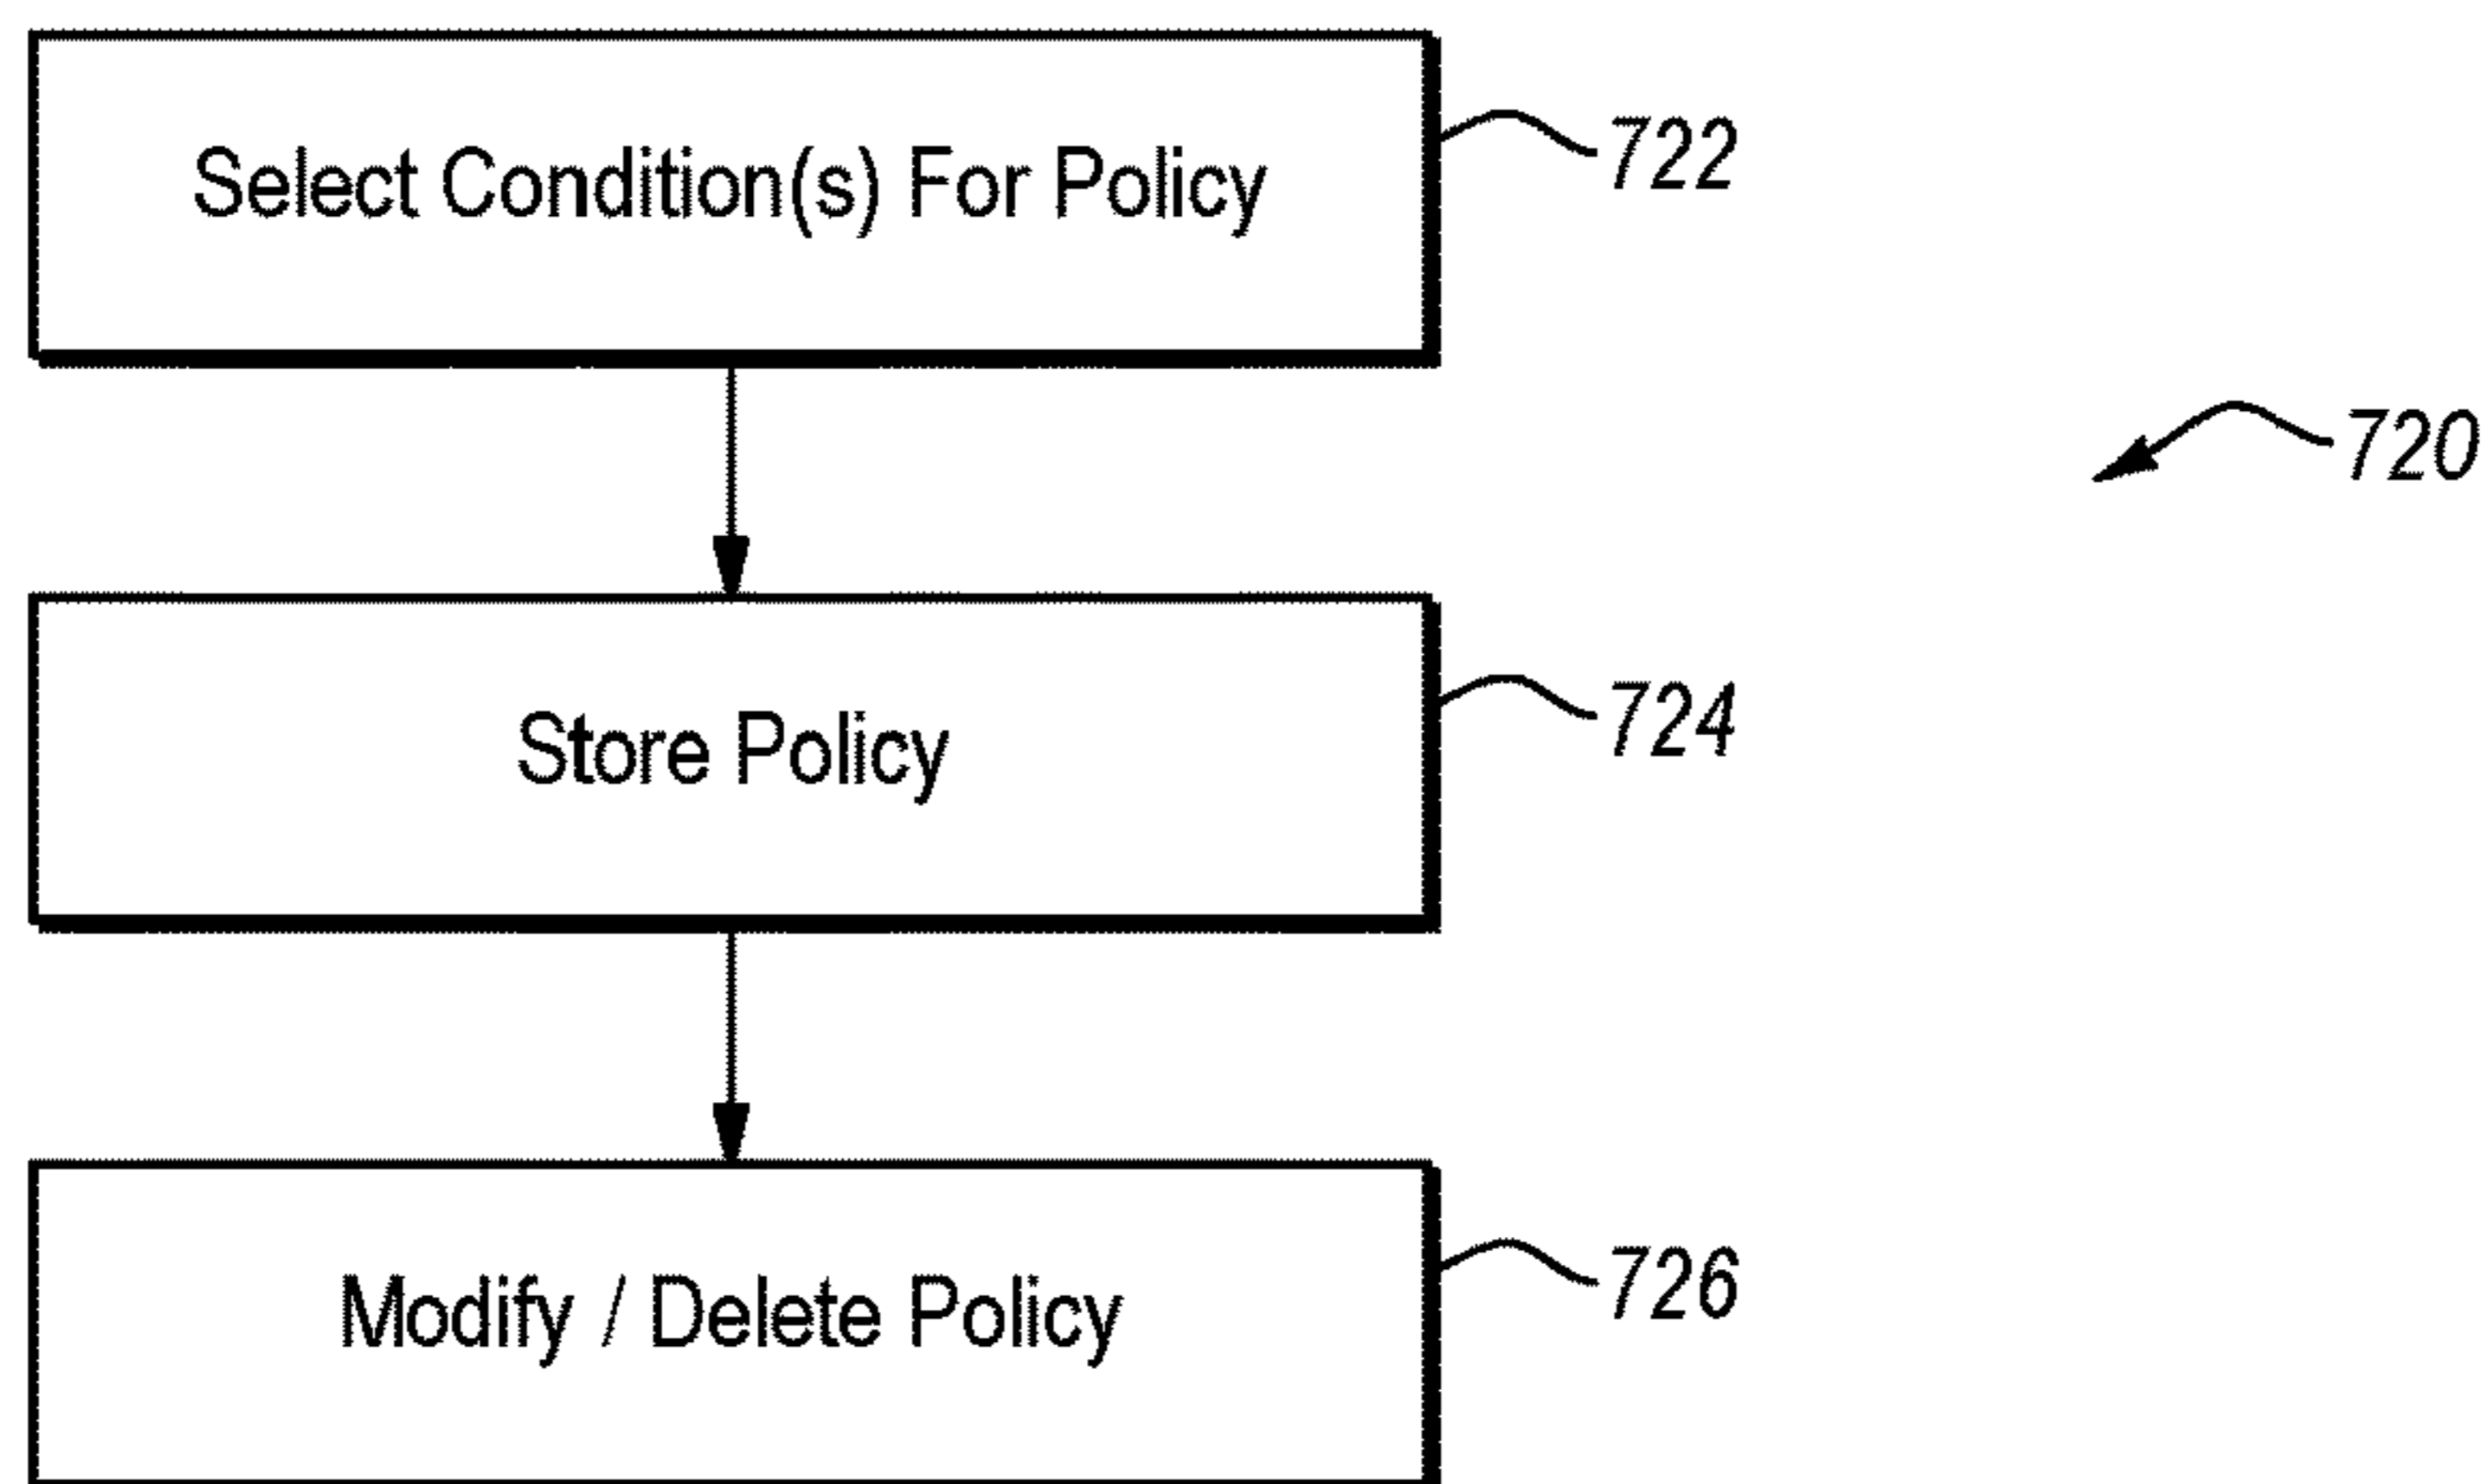 Select Condition(s) For Policy
722
720
Store Policy
724
Modify / Delete Policy
726